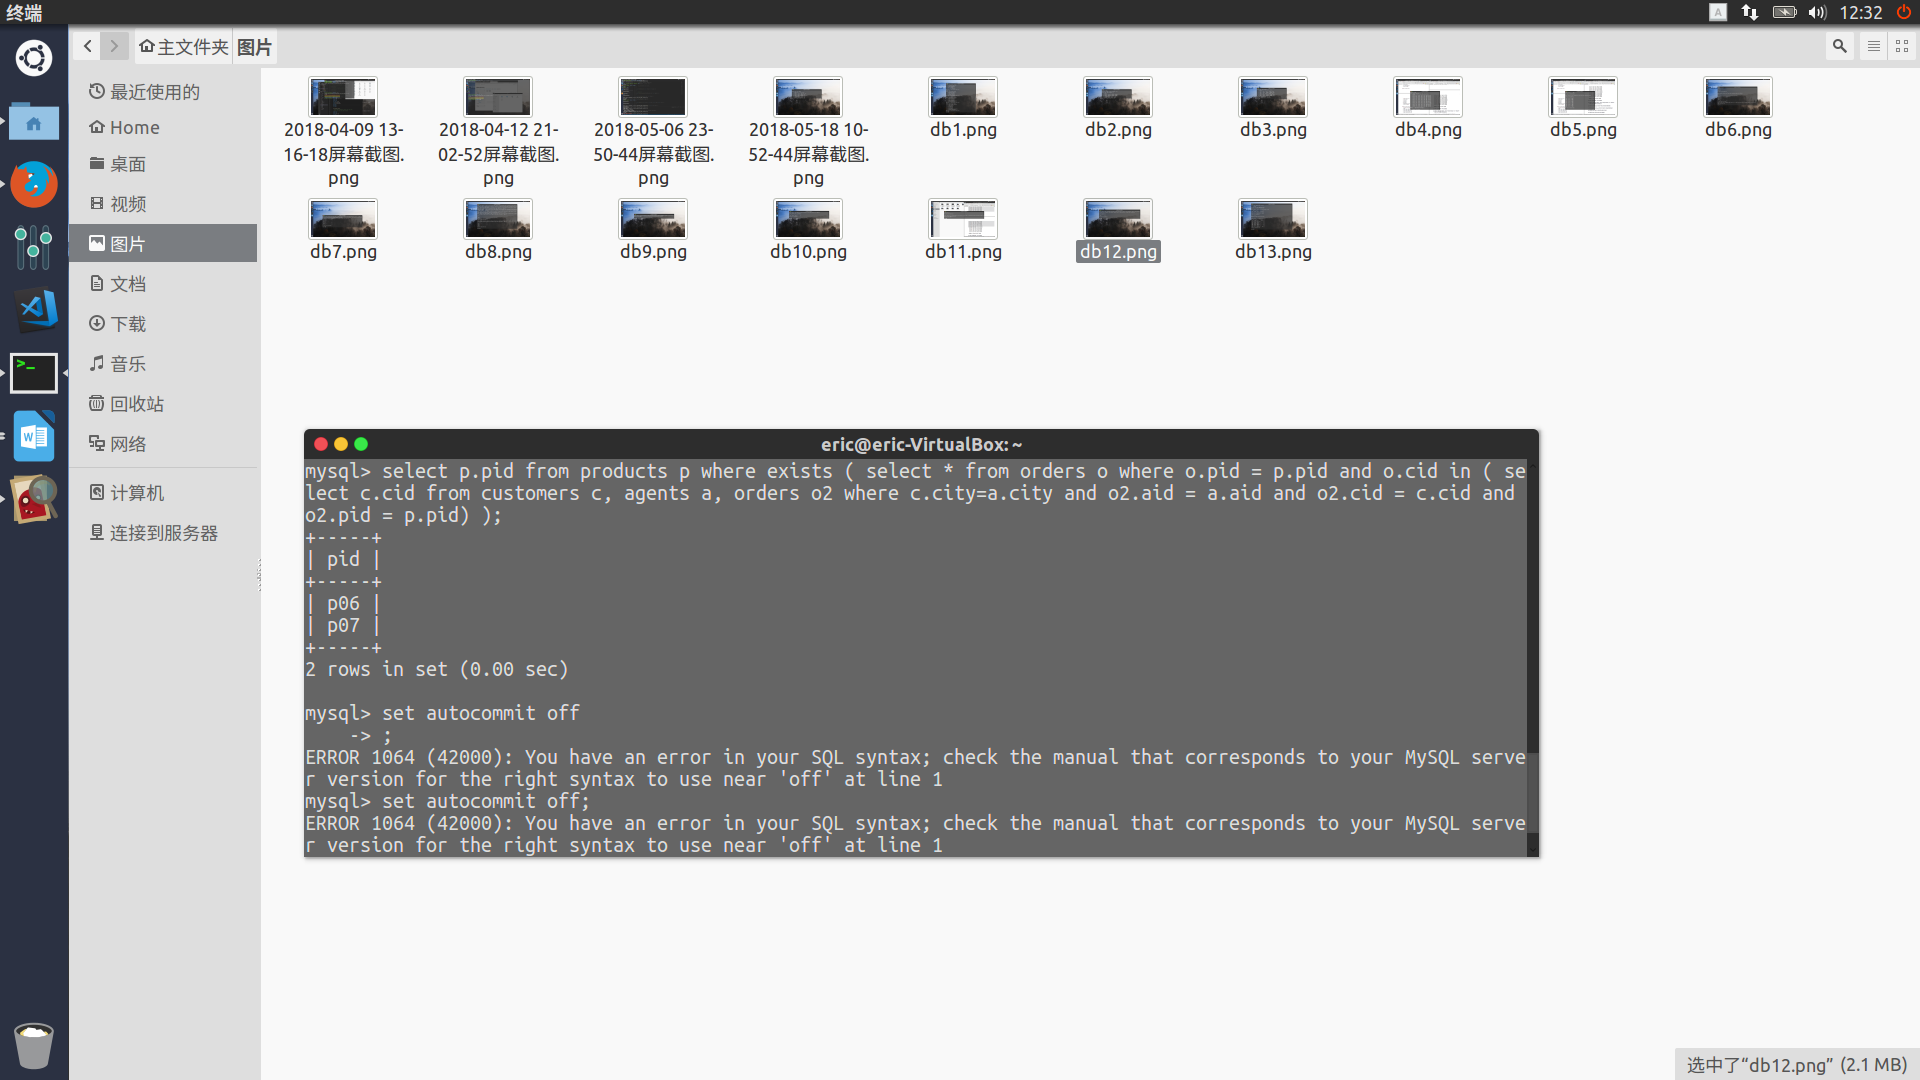 终端
12:32
主文件夹 图片
最近使用的
Home
桌面
视频
图片
文档
下载
音乐
回收站
网络
计算机
连接到服务器
2018-04-09 13-
16-18屏幕截图.
png
2018-04-12 21-
02-52屏幕截图.
png
2018-05-06 23-
50-44屏幕截图.
png
2018-05-18 10-
52-44屏幕截图.
png
db1.png
db2.png
db3.png
db4.png
db5.png
db6.png
db7.png
db8.png
db9.png
db10.png
db11.png
db12.png
db13.png
eric@eric-VirtualBox: ~
mysql> select p.pid from products p where exists ( select * from orders o where o.pid = p.pid and o.cid in ( se
lect c.cid from customers c, agents a, orders o2 where c.city=a.city and o2.aid = a.aid and o2.cid = c.cid and
o2.pid = p.pid) );
+-----+
| pid |
+-----+
| p06 |
| p07 |
+-----+
2 rows in set (0.00 sec)
mysql> set autocommit off
    -> ;
ERROR 1064 (42000): You have an error in your SQL syntax; check the manual that corresponds to your MySQL serve
r version for the right syntax to use near 'off' at line 1
mysql> set autocommit off;
ERROR 1064 (42000): You have an error in your SQL syntax; check the manual that corresponds to your MySQL serve
r version for the right syntax to use near 'off' at line 1
选中了“db12.png” (2.1 MB)